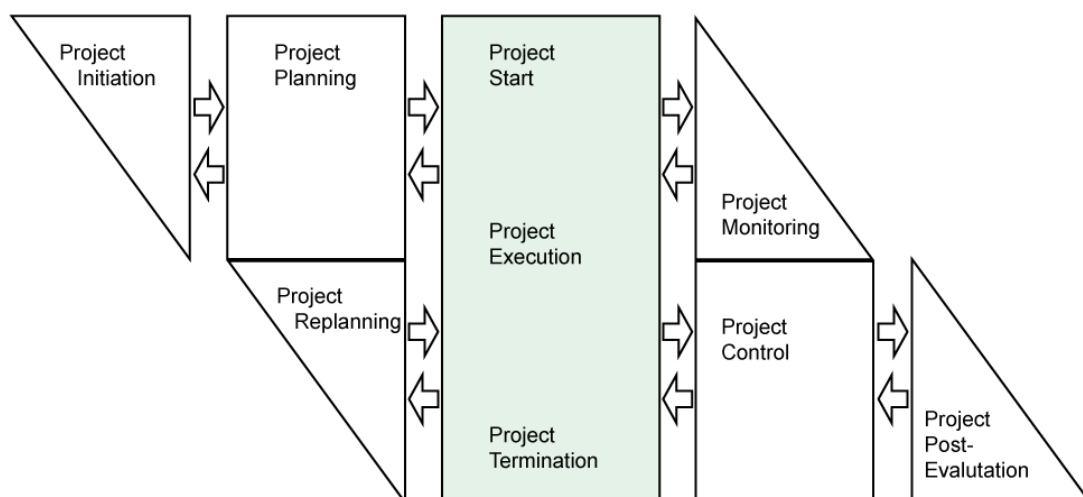 Project
Initiation
Project
Planning
Project
Start
Project
Monitoring
Project
Execution
Project
Replanning
Project
Control
Project
Termination
Project
Post-
Evalutation